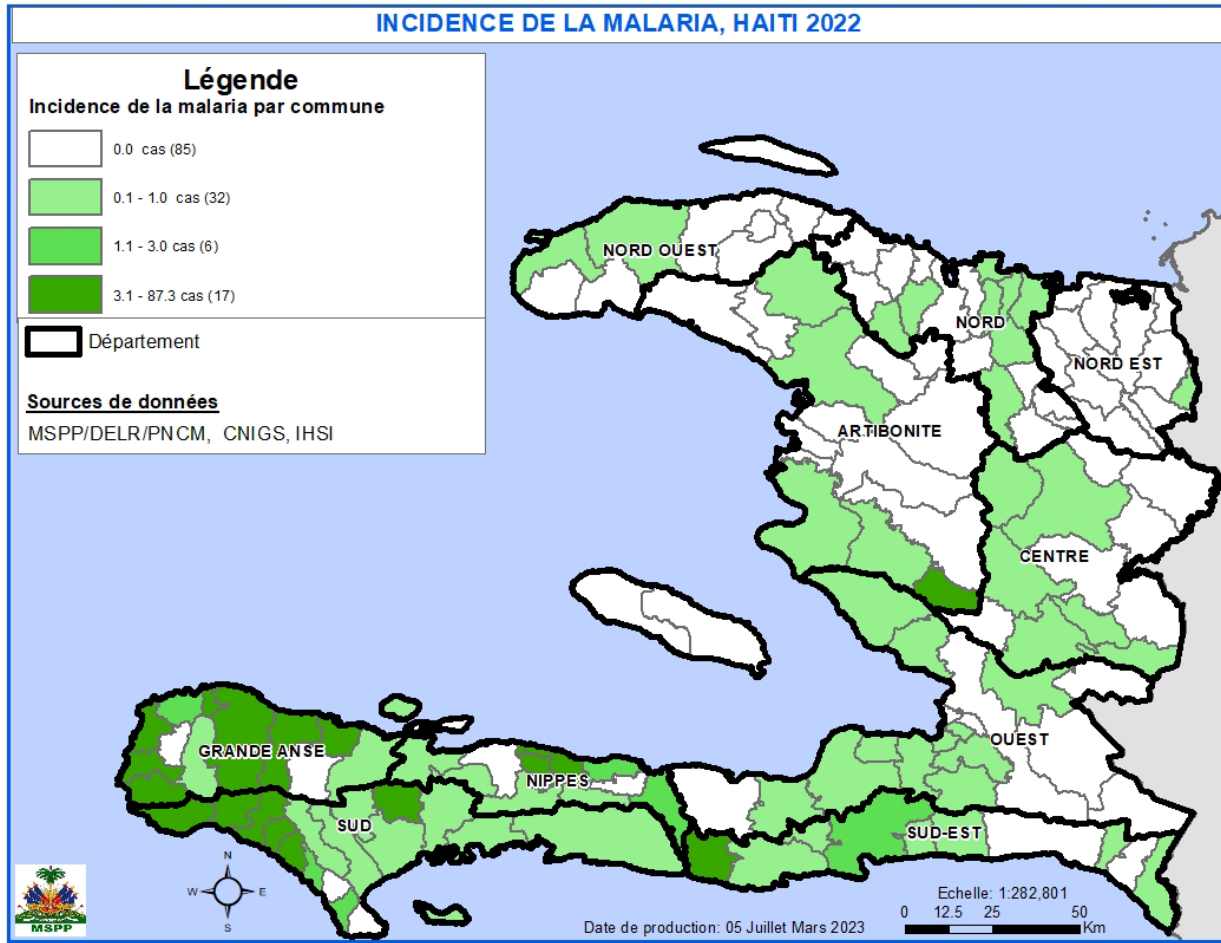 INCIDENCE DE LA MALARIA, HAITI 2022
Légende
Incidence de la malaria par commune
0.0 cas (85)
0.1 - 1.0 cas (32)
1.1 - 3.0 cas (6)
3.1 - 87.3 cas (17)
Département
Sources de données
MSPP/DELR/PNCM, CNIGS, IHSI
NORD OUEST
NORD
NORD EST
ARTIBONITE
CENTRE
OUEST
GRANDE ANSE
NIPPES
SUD
SUD-EST
MSPP
N
W
E
S
Date de production: 05 Juillet Mars 2023
Echelle: 1:282,801
0 12.5 25 50
Km